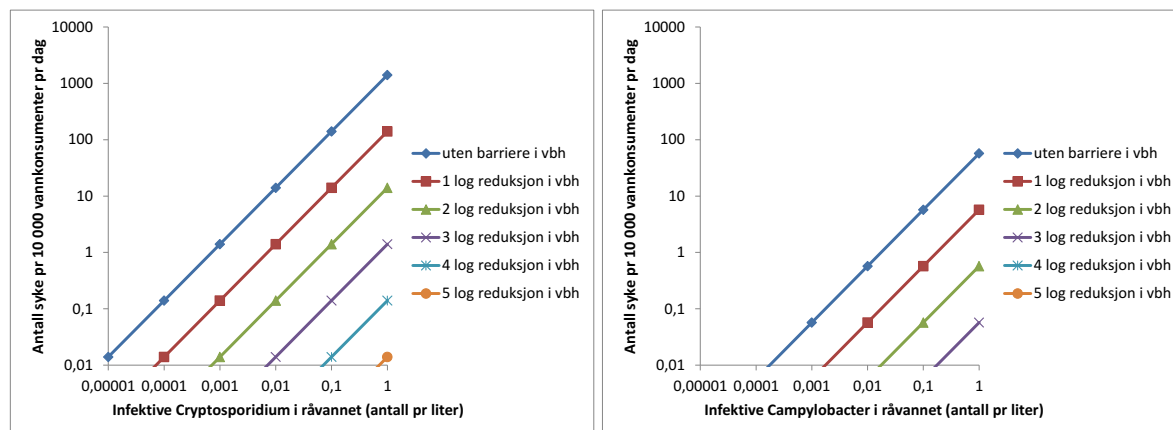 Antall syke pr 10 000 vannkonsumenter pr dag
10000
1000
100
10
1
0,1
0,01
0,00001 0,0001 0,001 0,01 0,1 1
Infektive Cryptosporidium i råvannet (antall pr liter)
uten barriere i vbh
1 log reduksjon i vbh
2 log reduksjon i vbh
3 log reduksjon i vbh
4 log reduksjon i vbh
5 log reduksjon i vbh
Antall syke pr 10 000 vannkonsumenter pr dag
10000
1000
100
10
1
0,1
0,01
0,00001 0,0001 0,001 0,01 0,1 1
Infektive Campylobacter i råvannet (antall pr liter)
uten barriere i vbh
1 log reduksjon i vbh
2 log reduksjon i vbh
3 log reduksjon i vbh
4 log reduksjon i vbh
5 log reduksjon i vbh